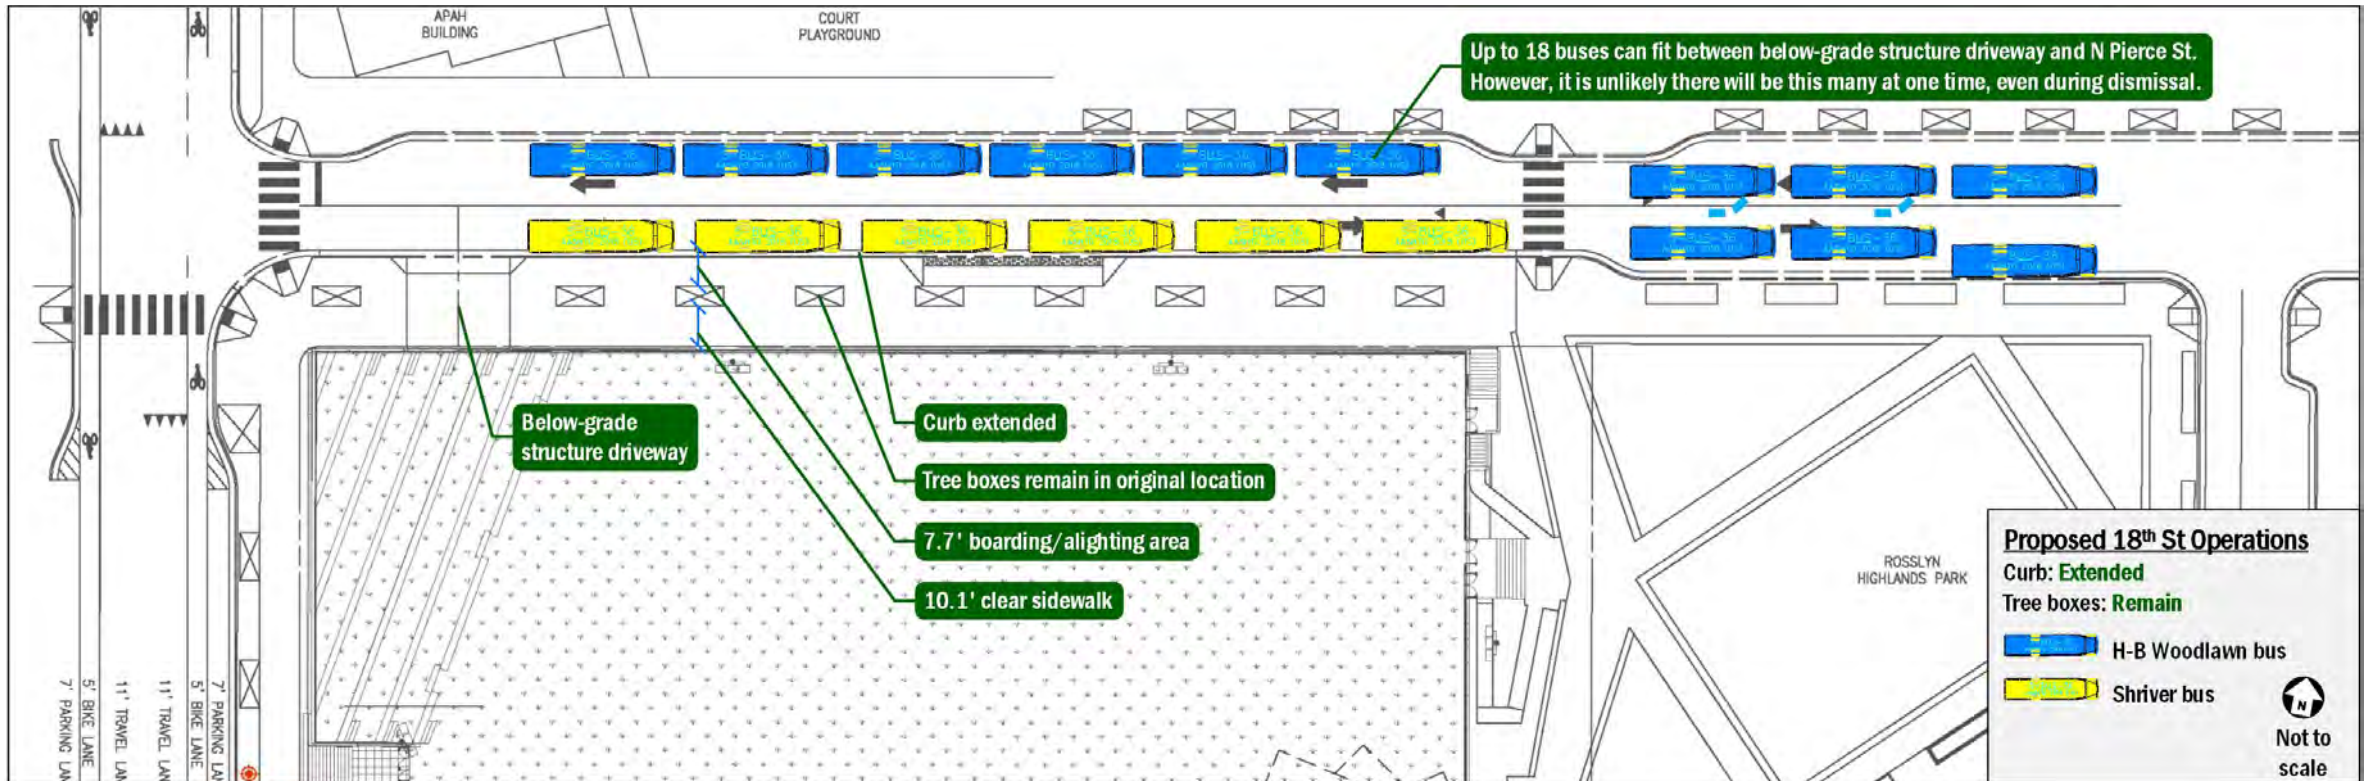 APAH
BUILDING
COURT
PLAYGROUND
Up to 18 buses can fit between below-grade structure driveway and N Pierce St.
However, it is unlikely there will be this many at one time, even during dismissal.
Below-grade
structure driveway
Curb extended
Tree boxes remain in original location
7.7' boarding/alighting area
10.1' clear sidewalk
ROSSLYN
HIGHLANDS PARK
7' PARKING LAN
5' BIKE LANE
11' TRAVEL LAN
11' TRAVEL LAN
5' BIKE LANE
7' PARKING LAN
Proposed 18th St Operations
Curb: Extended
Tree boxes: Remain
H-B Woodlawn bus
Shriver bus
N
Not to
scale